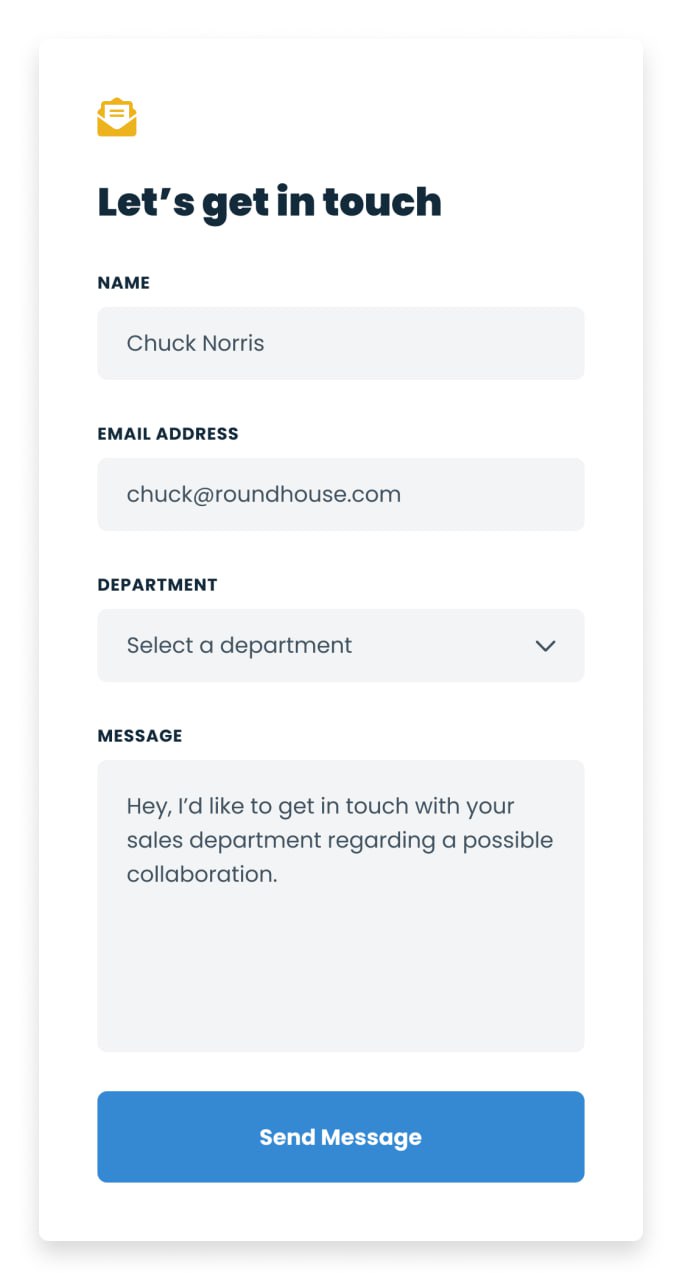 Let’s get in touch
NAME
Chuck Norris
EMAIL ADDRESS
chuck@roundhouse.com
DEPARTMENT
Select a department
MESSAGE
Hey, I’d like to get in touch with your
sales department regarding a possible
collaboration.
Send Message